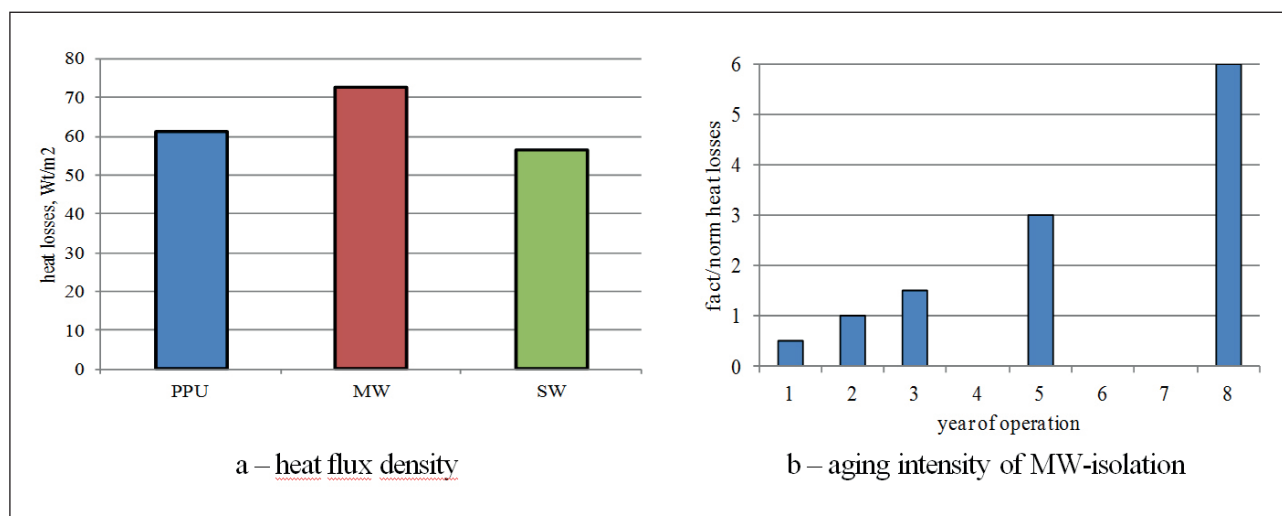 80
70
60
50
40
30
20
10
0
heat losses, Wt/m2
PPU MW SW
a – heat flux density
6
5
4
3
2
1
0
fact/norm heat losses
1 2 3 4 5 6 7 8
year of operation
b – aging intensity of MW-isolation